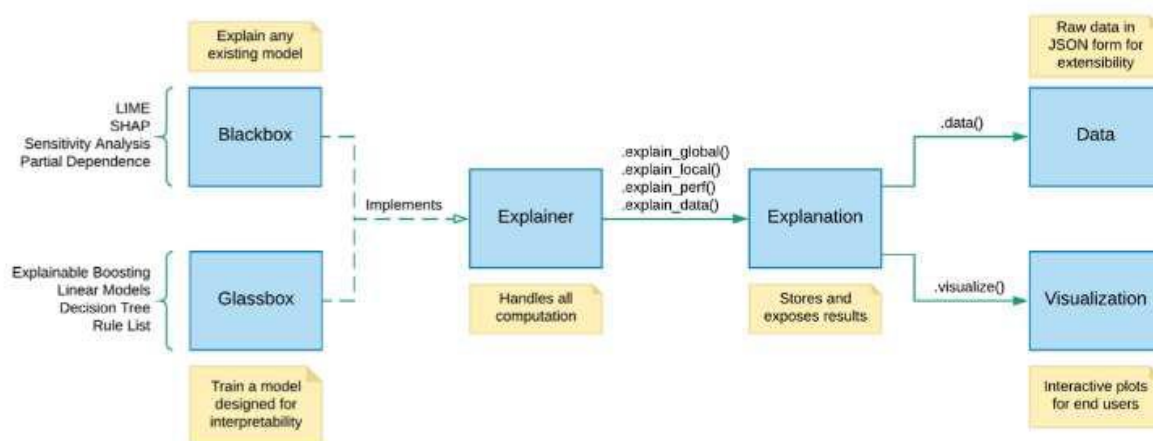 Explain any
existing model
Raw data in
JSON form for
extensibility
LIME
SHAP
Sensitivity Analysis
Partial Dependence
Blackbox
.data()
Data
.explain_global()
.explain_local()
.explain_perf()
.explain_data()
Implements
Explainer
Explanation
Explainable Boosting
Linear Models
Decision Tree
Rule List
Glassbox
Handles all
computation
Stores and
exposes results
.visualize()
Visualization
Train a model
designed for
interpretability
Interactive plots
for end users